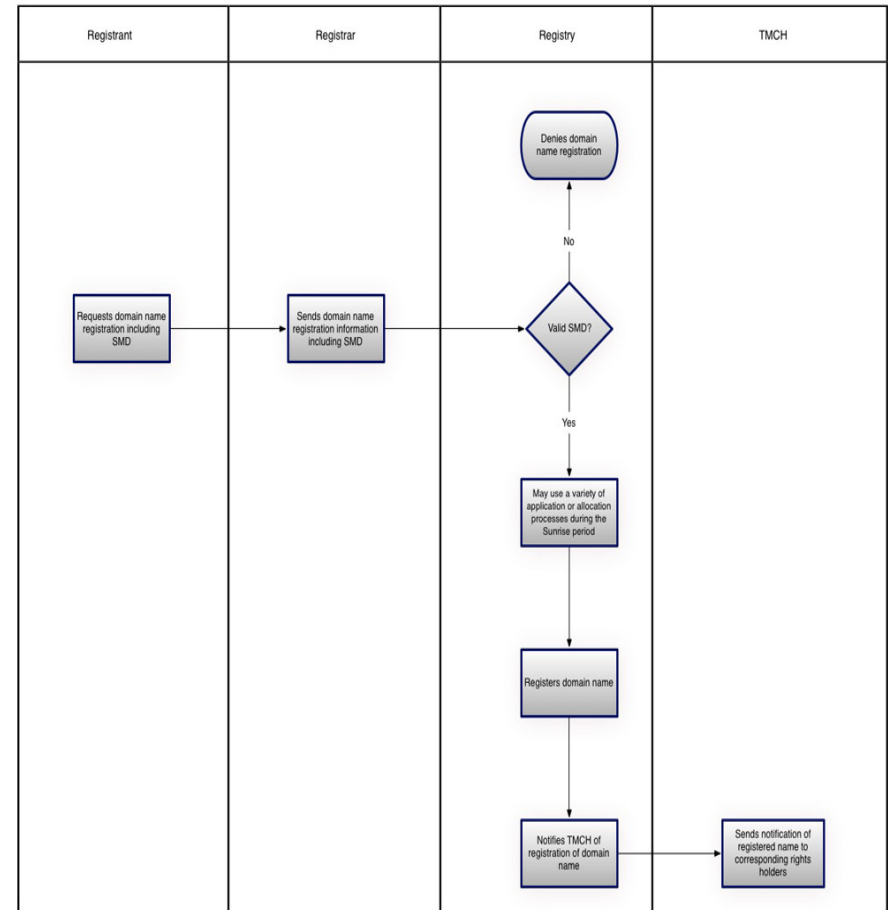 Registrant
Registrar
Registry
TMCH
Denies domain
name registration
No
Requests domain name
registration including
SMD
Sends domain name
registration information
including SMD
Valid SMD?
Yes
May use a variety of
application or allocation
processes during the
Sunrise period
Registers domain name
Notifies TMCH of
registration of domain
name
Sends notification of
registered name to
corresponding rights
holders